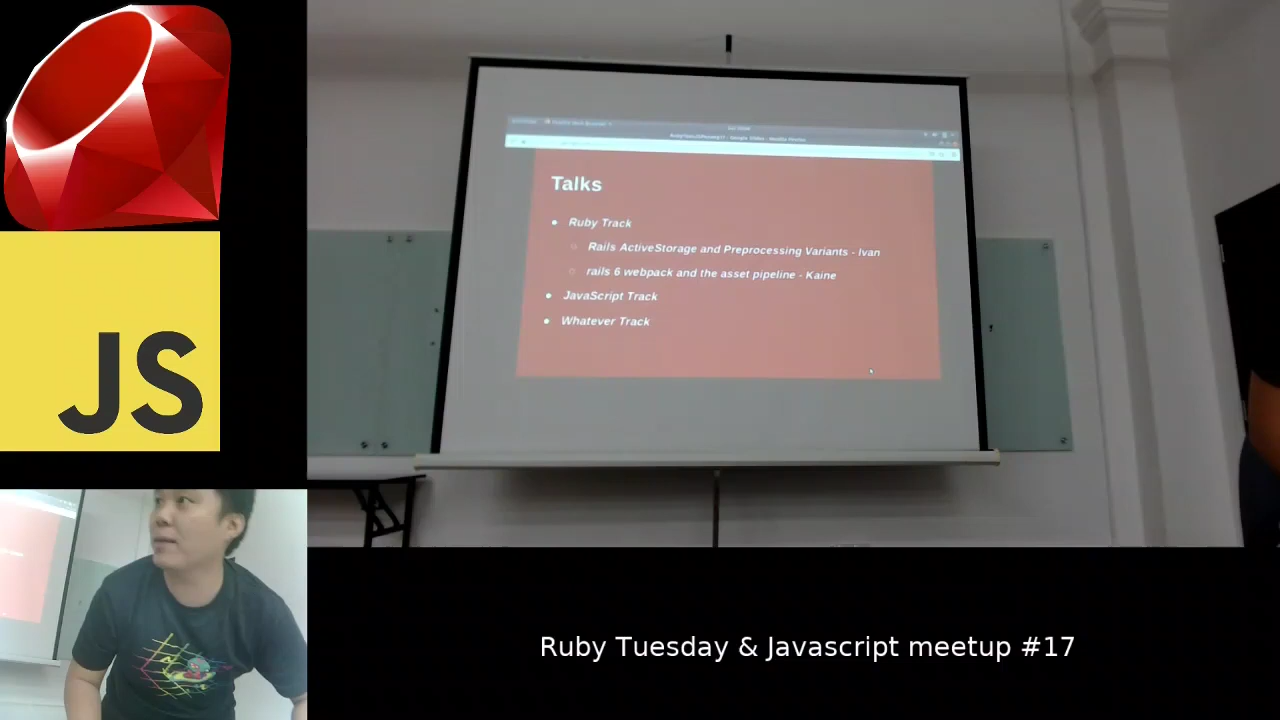 JS
Talks
Ruby Track
Rails ActiveStorage and Preprocessing Variants - Ivan
rails 6 webpack and the asset pipeline - Kaine
JavaScript Track
Whatever Track
Ruby Tuesday & Javascript meetup #17